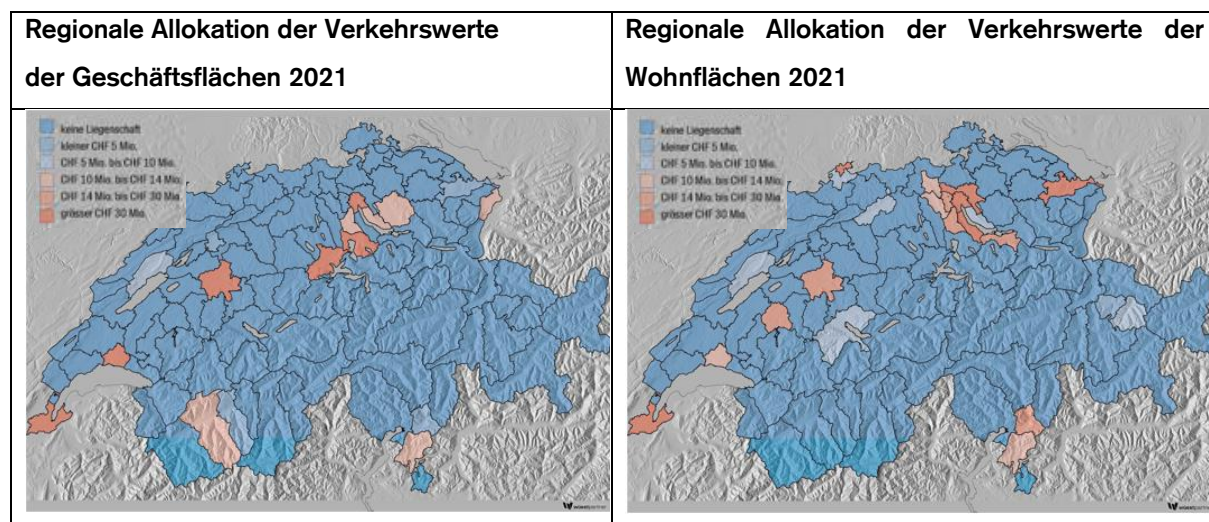 Regionale Allokation der Verkehrswerte
der Geschäftsflächen 2021
Regionale Allokation der Verkehrswerte der
Wohnflächen 2021
keine Liegenschaft
kleiner CHF 5 Mio.
CHF 5 Mio. bis CHF 10 Mio.
CHF 10 Mio. bis CHF 14 Mio.
CHF 14 Mio. bis CHF 30 Mio.
grösser CHF 30 Mio.
wüestpartner
keine Liegenschaft
kleiner CHF 5 Mio.
CHF 5 Mio. bis CHF 10 Mio.
CHF 10 Mio. bis CHF 14 Mio.
CHF 14 Mio. bis CHF 30 Mio.
grösser CHF 30 Mio.
wüestpartner